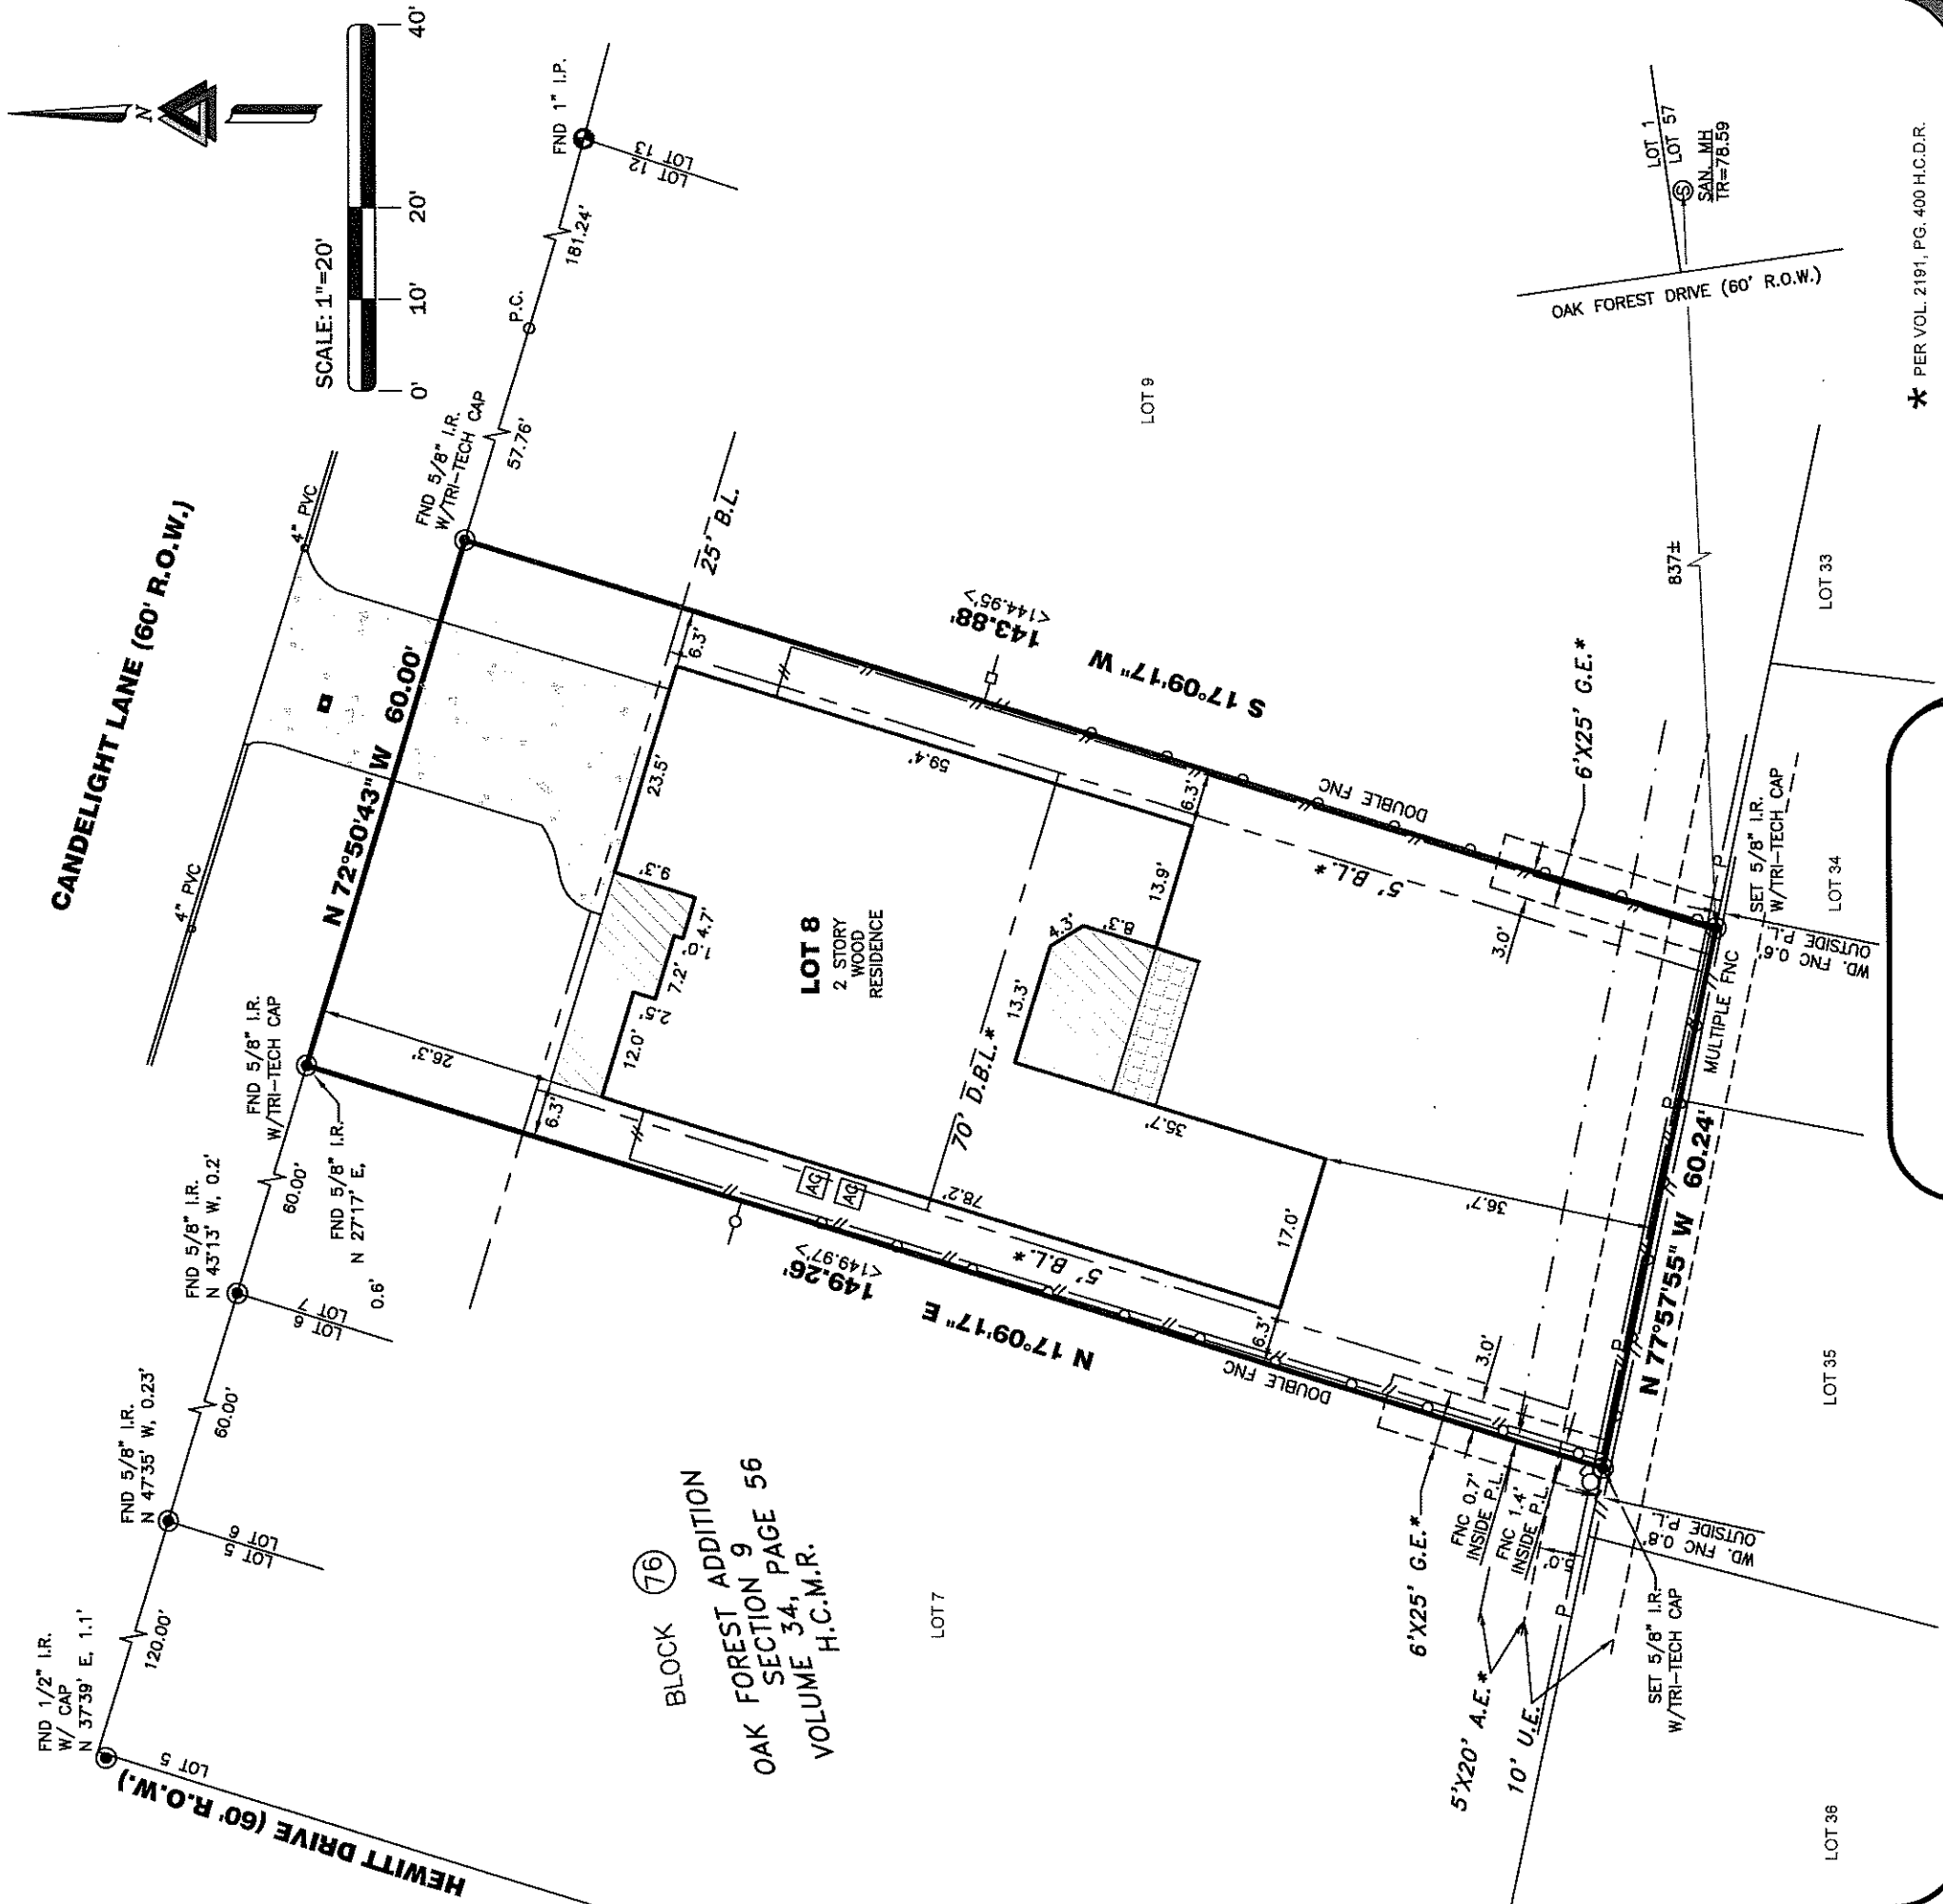 N
SCALE: 1"=20'
0'
10'
20'
40'
CANDELIGHT LANE (60' R.O.W.)
4" PVC
4" PVC
FND 1" I.P.
LOT 12
LOT 13
181.24'
P.C.
57.76'
FND 5/8" I.R.
W/TRI-TECH CAP
N 72°50'43" W 60.00'
25' B.L.
FND 5/8" I.R.
W/TRI-TECH CAP
FND 5/8" I.R.
N 27°17' E,
0.6'
60.00'
FND 5/8" I.R.
N 43°13' W, 0.2'
LOT 7
LOT 6
60.00'
FND 5/8" I.R.
N 47°35' W, 0.23'
LOT 6
LOT 5
120.00'
FND 1/2" I.R.
W/ CAP
N 37°39' E, 1.1'
LOT 5
HEWITT DRIVE (60' R.O.W.)
26.3'
6.3'
6.3'
23.5'
9.3'
4.7'
1.0'
7.2'
2.5'
12.0'
59.4'
LOT 8
2 STORY
WOOD
RESIDENCE
70' D.B.L.*
AC
AC
78.2'
13.9'
8.3'
4.3'
13.3'
35.7'
17.0'
36.7'
6.3'
6.3'
143.88'
<144.95'>
S 17°09'17" W
149.26'
<149.97'>
N 17°09'17" E
5' B.L.*
5' B.L.*
DOUBLE FNC
DOUBLE FNC
6'X25' G.E.*
6'X25' G.E.*
3.0'
3.0'
FNC 0.7'
INSIDE P.L.
FNC 1.4'
INSIDE P.L.
5.0'
5'X20' A.E.*
10' U.E.
P
P
P
P
MULTIPLE FNC
N 77°57'55" W 60.24'
SET 5/8" I.R.
W/TRI-TECH CAP
SET 5/8" I.R.
W/TRI-TECH CAP
WD. FNC 0.6'
OUTSIDE P.L.
WD. FNC 0.8'
OUTSIDE P.L.
BLOCK 76
OAK FOREST ADDITION
SECTION 9
VOLUME 34, PAGE 56
H.C.M.R.
LOT 7
LOT 9
LOT 33
LOT 34
LOT 35
LOT 36
837±
OAK FOREST DRIVE (60' R.O.W.)
LOT 1
LOT 57
S
SAN. MH
TR=78.59
* PER VOL. 2191, PG. 400 H.C.D.R.